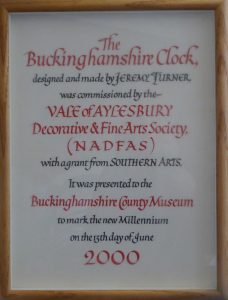 The
Buckinghamshire Clock,
designed and made by JEREMY TURNER,
was commissioned by the
VALE of AYLESBURY
Decorative & Fine Arts Society,
(NADFAS)
with a grant from SOUTHERN ARTS.
It was presented to the
Buckinghamshire County Museum
to mark the new Millennium
on the 15th day of June
2000